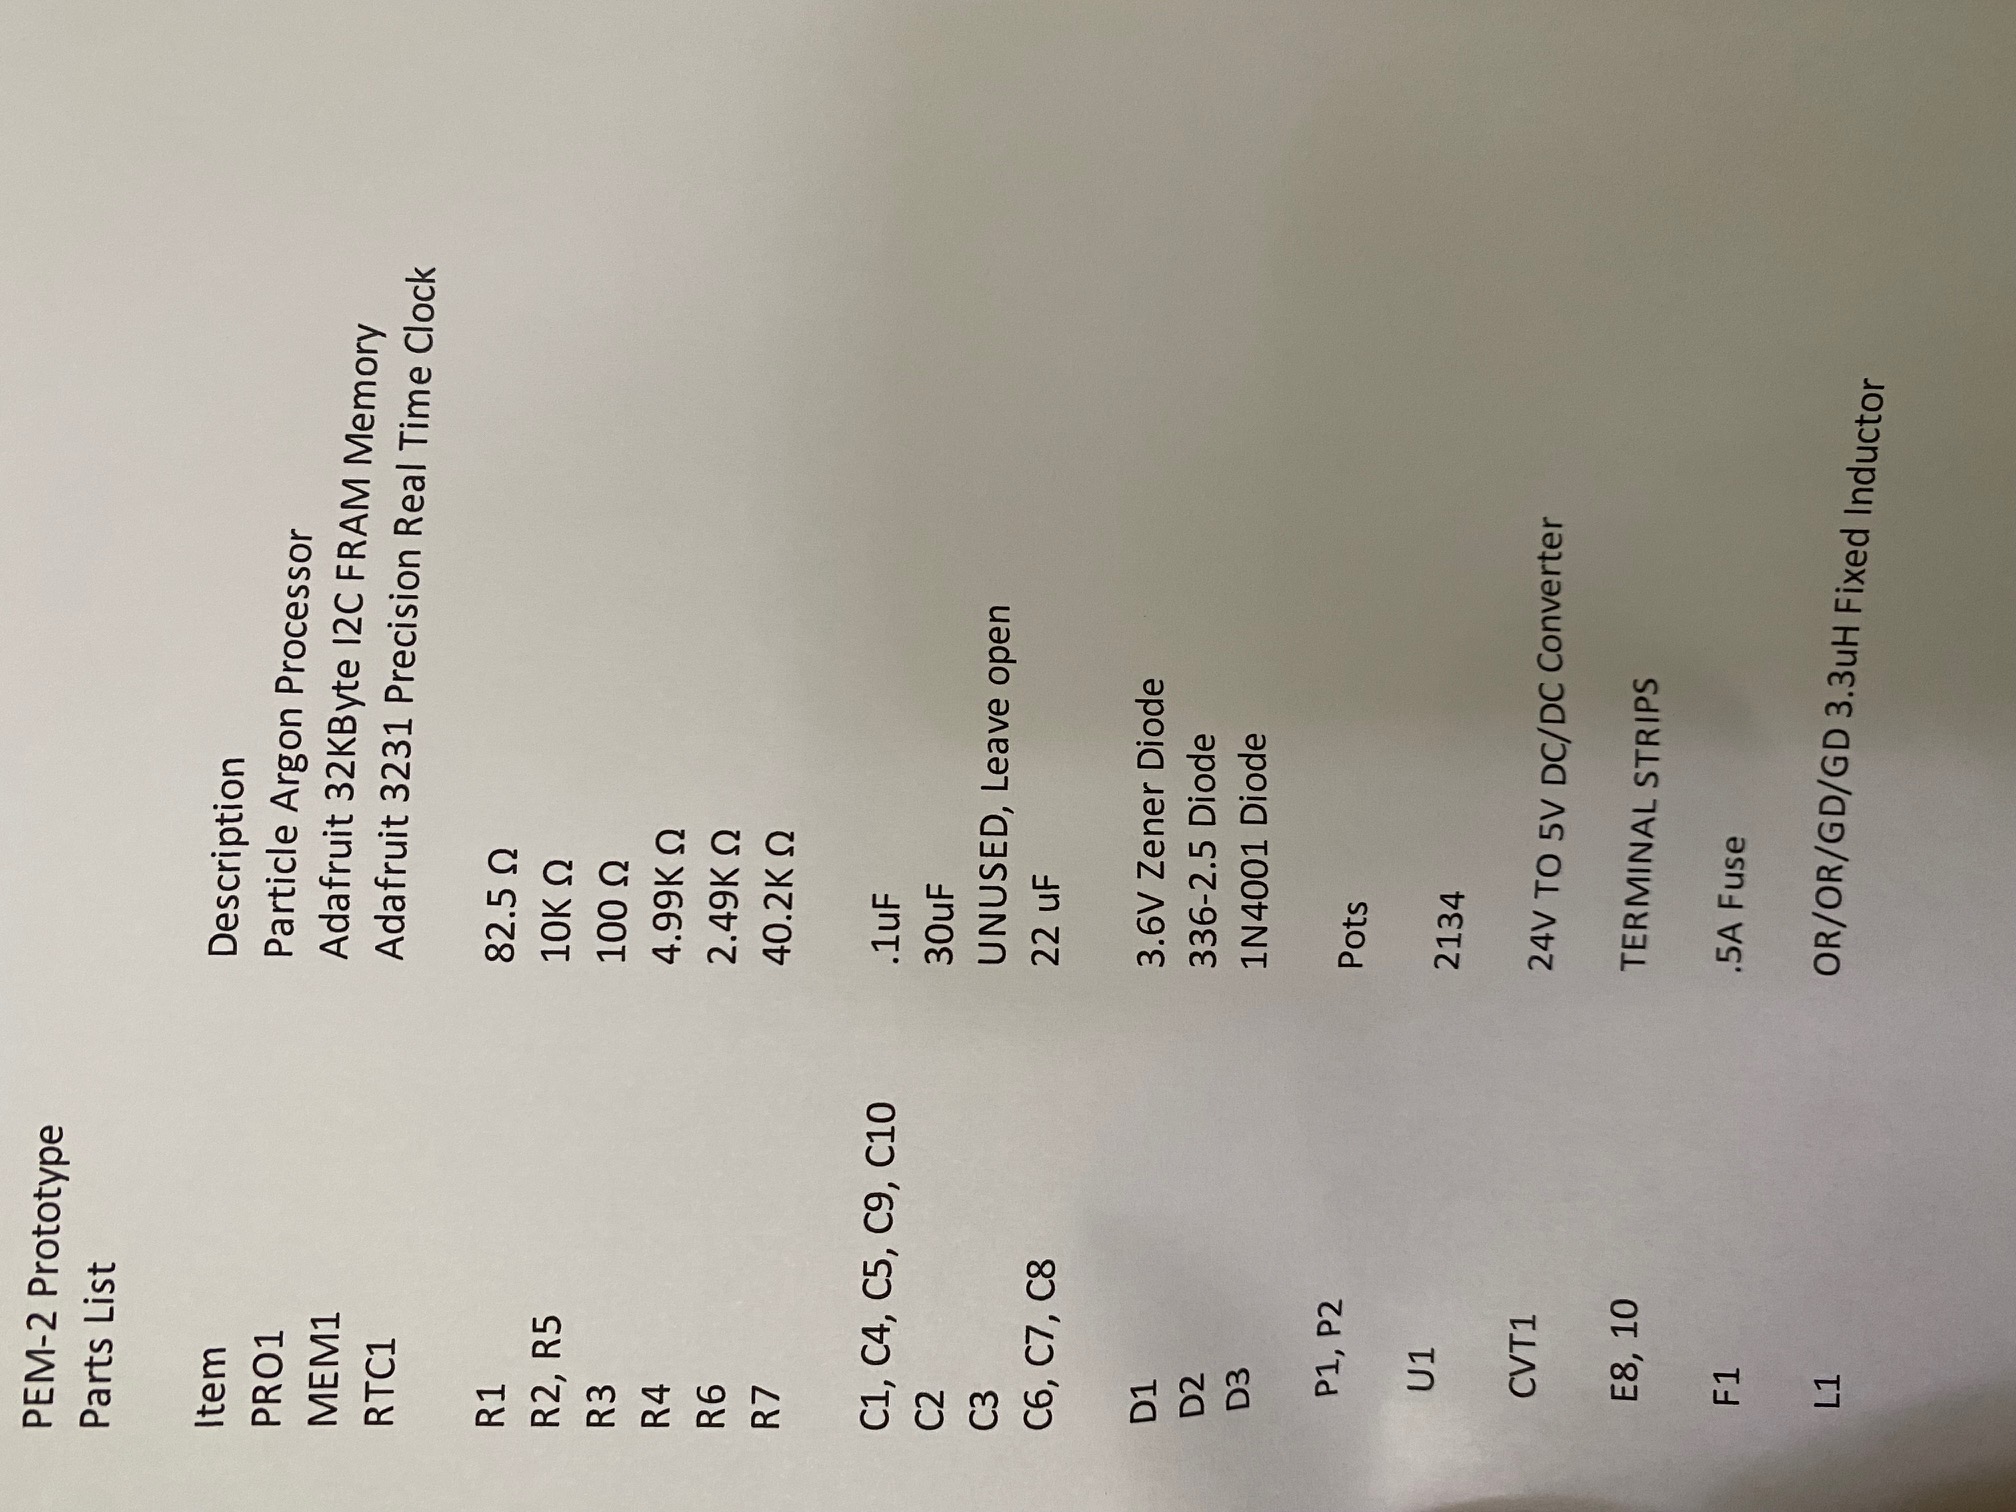 PEM-2 Prototype
Parts List
Item Description
PRO1 Particle Argon Processor
MEM1 Adafruit 32KByte I2C FRAM Memory
RTC1 Adafruit 3231 Precision Real Time Clock
R1 82.5 Ω
R2, R5 10K Ω
R3 100 Ω
R4 4.99K Ω
R6 2.49K Ω
R7 40.2K Ω
C1, C4, C5, C9, C10 .1uF
C2 30uF
C3 UNUSED, Leave open
C6, C7, C8 22 uF
D1 3.6V Zener Diode
D2 336-2.5 Diode
D3 1N4001 Diode
P1, P2 Pots
U1 2134
CVT1 24V TO 5V DC/DC Converter
E8, 10 TERMINAL STRIPS
F1 .5A Fuse
L1 OR/OR/GD/GD 3.3uH Fixed Inductor